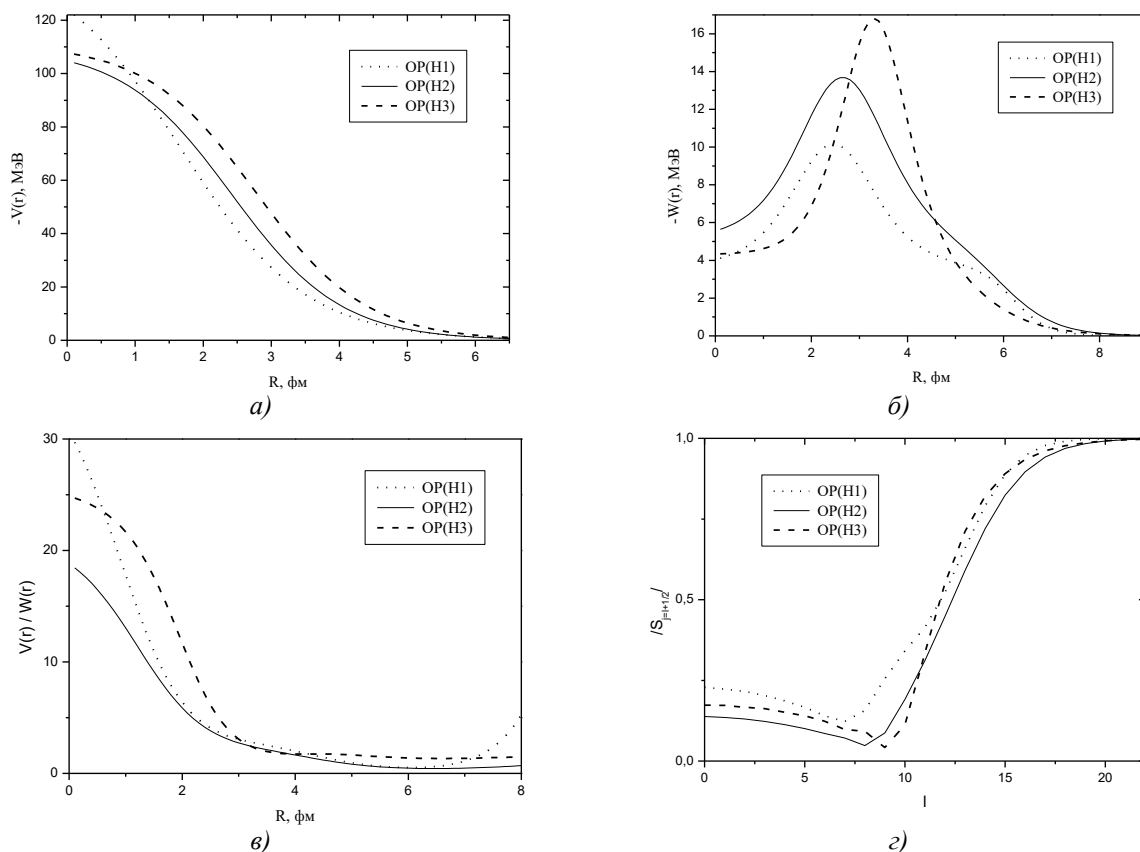 120
100
80
60
40
20
0
-V(r), МэВ
OP(H1)
OP(H2)
OP(H3)
0 1 2 3 4 5 6
R, фм
а)
16
14
12
10
8
6
4
2
0
-W(r), МэВ
OP(H1)
OP(H2)
OP(H3)
0 2 4 6 8
R, фм
б)
30
20
10
0
V(r) / W(r)
OP(H1)
OP(H2)
OP(H3)
0 2 4 6 8
R, фм
в)
1,0
0,5
0,0
/S j=l+1/2 /
OP(H1)
OP(H2)
OP(H3)
0 5 10 15 20
l
г)